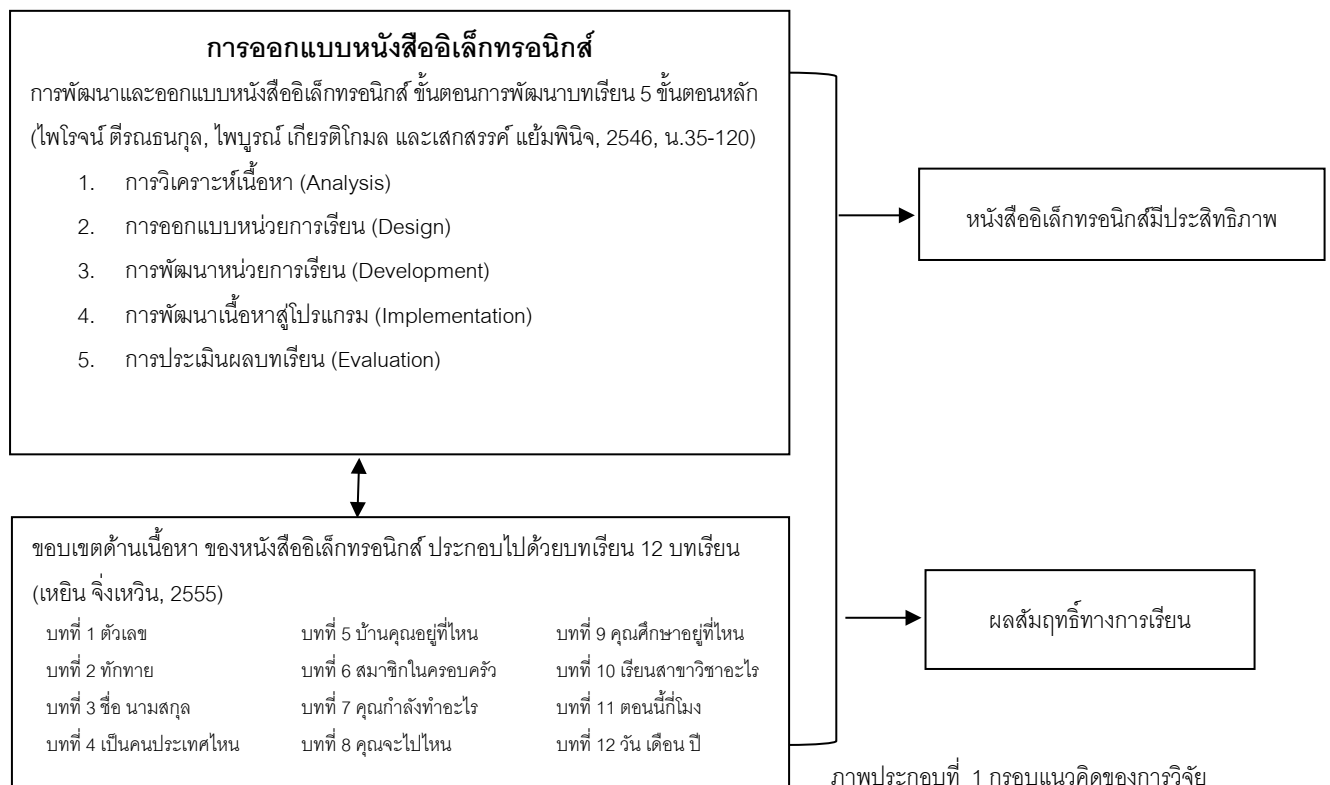 การออกแบบหนังสืออิเล็กทรอนิกส์
การพัฒนาและออกแบบหนังสืออิเล็กทรอนิกส์ ขั้นตอนการพัฒนาบทเรียน 5 ขั้นตอนหลัก
(ไพโรจน์ ตีรณธนกุล, ไพบูรณ์ เกียรติโกมล และเสกสรรค์ แย้มพินิจ, 2546, น.35-120)
1. การวิเคราะห์เนื้อหา (Analysis)
2. การออกแบบหน่วยการเรียน (Design)
3. การพัฒนาหน่วยการเรียน (Development)
4. การพัฒนาเนื้อหาสู่โปรแกรม (Implementation)
5. การประเมินผลบทเรียน (Evaluation)
หนังสืออิเล็กทรอนิกส์มีประสิทธิภาพ
ขอบเขตด้านเนื้อหา ของหนังสืออิเล็กทรอนิกส์ ประกอบไปด้วยบทเรียน 12 บทเรียน
(เหยิน จิ่งเหวิน, 2555)
บทที่ 1 ตัวเลข
บทที่ 2 ทักทาย
บทที่ 3 ชื่อ นามสกุล
บทที่ 4 เป็นคนประเทศไหน
บทที่ 5 บ้านคุณอยู่ที่ไหน
บทที่ 6 สมาชิกในครอบครัว
บทที่ 7 คุณกำลังทำอะไร
บทที่ 8 คุณจะไปไหน
บทที่ 9 คุณศึกษาอยู่ที่ไหน
บทที่ 10 เรียนสาขาวิชาอะไร
บทที่ 11 ตอนนี้กี่โมง
บทที่ 12 วัน เดือน ปี
ผลสัมฤทธิ์ทางการเรียน
ภาพประกอบที่ 1 กรอบแนวคิดของการวิจัย